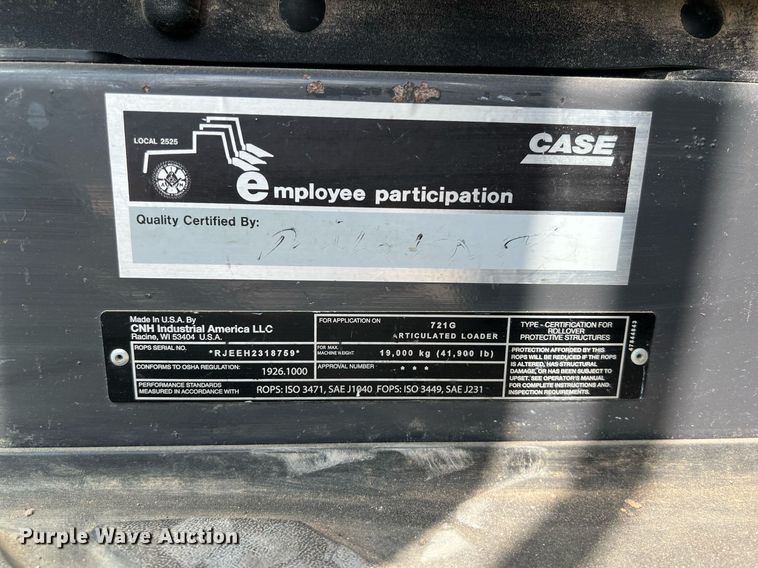 LOCAL 2525
CASE
employee participation
Quality Certified By:
Made In U.S.A. By
CNH Industrial America LLC
Racine, WI 53404 U.S.A.
ROPS SERIAL NO.
*RJEEH2318759*
CONFORMS TO OSHA REGULATION: 1926.1000
PERFORMANCE STANDARDS
MEASURED IN ACCORDANCE WITH
ROPS: ISO 3471, SAE J1040 FOPS: ISO 3449, SAE J231
FOR APPLICATION ON
721G
ARTICULATED LOADER
FOR MAX.
MACHINE WEIGHT
19,000 kg (41,900 lb)
APPROVAL NUMBER
* * *
TYPE - CERTIFICATION FOR
ROLLOVER
PROTECTIVE STRUCTURES
PROTECTION AFFORDED BY THIS
ROPS WILL BE REDUCED IF THE ROPS
IS ALTERED, HAS STRUCTURAL
DAMAGE, OR HAS BEEN SUBJECT TO
UPSET. SEE OPERATOR'S MANUAL
FOR COMPLETE INSTRUCTIONS AND
INSPECTION REQUIREMENTS.
Purple Wave Auction